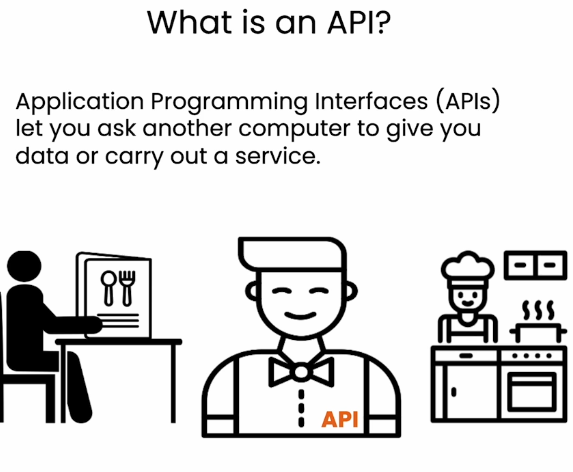 What is an API?
Application Programming Interfaces (APIs)
let you ask another computer to give you
data or carry out a service.
API